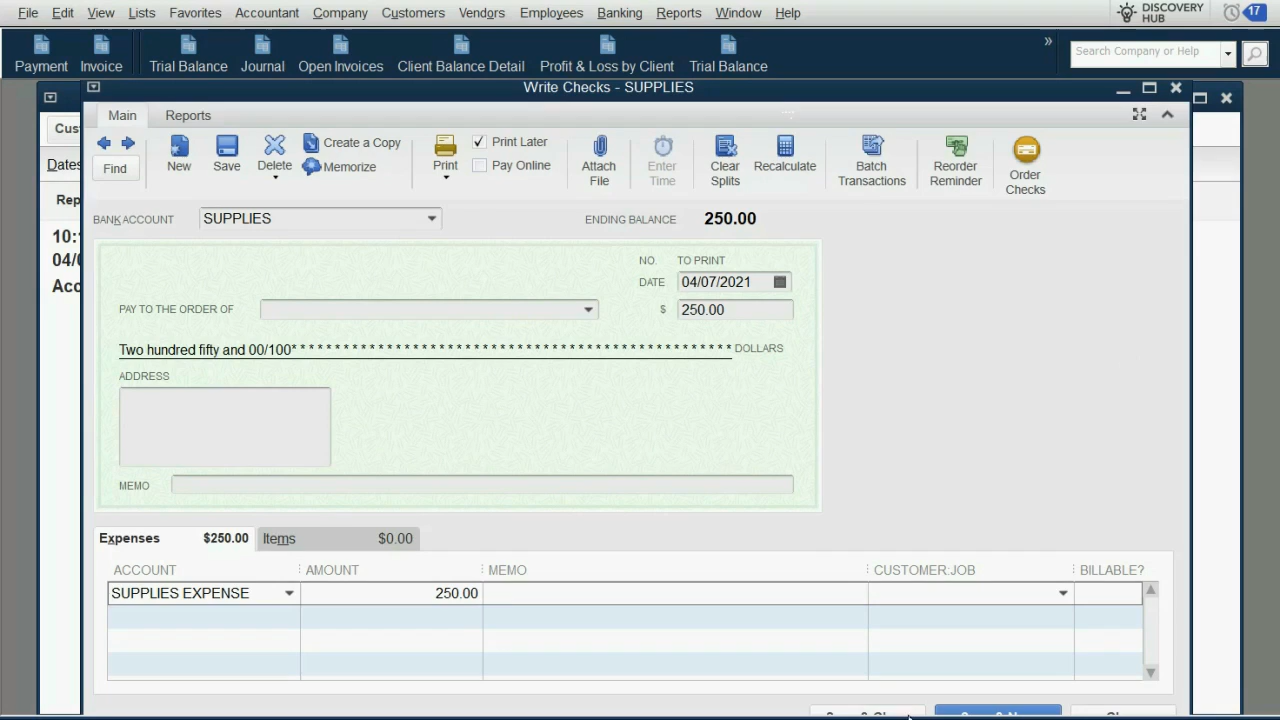 File Edit View Lists Favorites Accountant Company Customers Vendors Employees Banking Reports Window Help
DISCOVERY
HUB
17
Payment Invoice Trial Balance Journal Open Invoices Client Balance Detail Profit & Loss by Client Trial Balance
» Search Company or Help
Write Checks - SUPPLIES
Main Reports
Create a Copy
Print Later
Find New Save Delete Memorize Print Pay Online
Attach
File
Enter
Time
Clear
Splits
Recalculate
Batch
Transactions
Reorder
Reminder
Order
Checks
Dates
10:
04/0
BANK ACCOUNT SUPPLIES ENDING BALANCE 250.00
NO. TO PRINT
DATE 04/07/2021
PAY TO THE ORDER OF $ 250.00
Two hundred fifty and 00/100* * * * * * * * * * * * * * * * * * * * * * * * * * * * * * * * * * * * * * * * * * * * * * * * * * DOLLARS
ADDRESS
MEMO
Expenses $250.00 Items $0.00
ACCOUNT AMOUNT MEMO CUSTOMER:JOB BILLABLE?
SUPPLIES EXPENSE 250.00